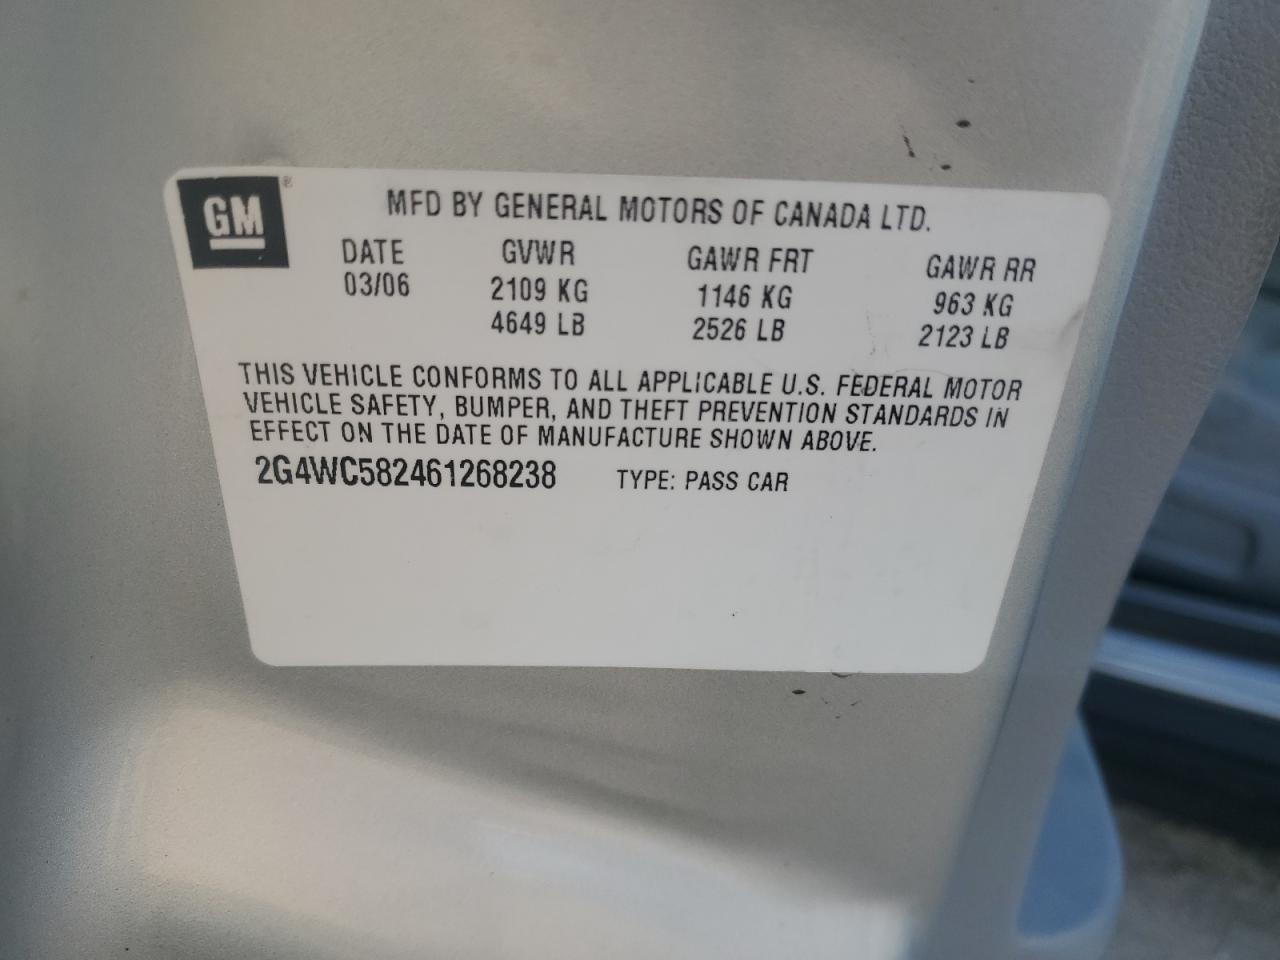 GM ®
MFD BY GENERAL MOTORS OF CANADA LTD.
DATE GVWR GAWR FRT GAWR RR
03/06 2109 KG 1146 KG 963 KG
4649 LB 2526 LB 2123 LB
THIS VEHICLE CONFORMS TO ALL APPLICABLE U.S. FEDERAL MOTOR
VEHICLE SAFETY, BUMPER, AND THEFT PREVENTION STANDARDS IN
EFFECT ON THE DATE OF MANUFACTURE SHOWN ABOVE.
2G4WC582461268238 TYPE: PASS CAR